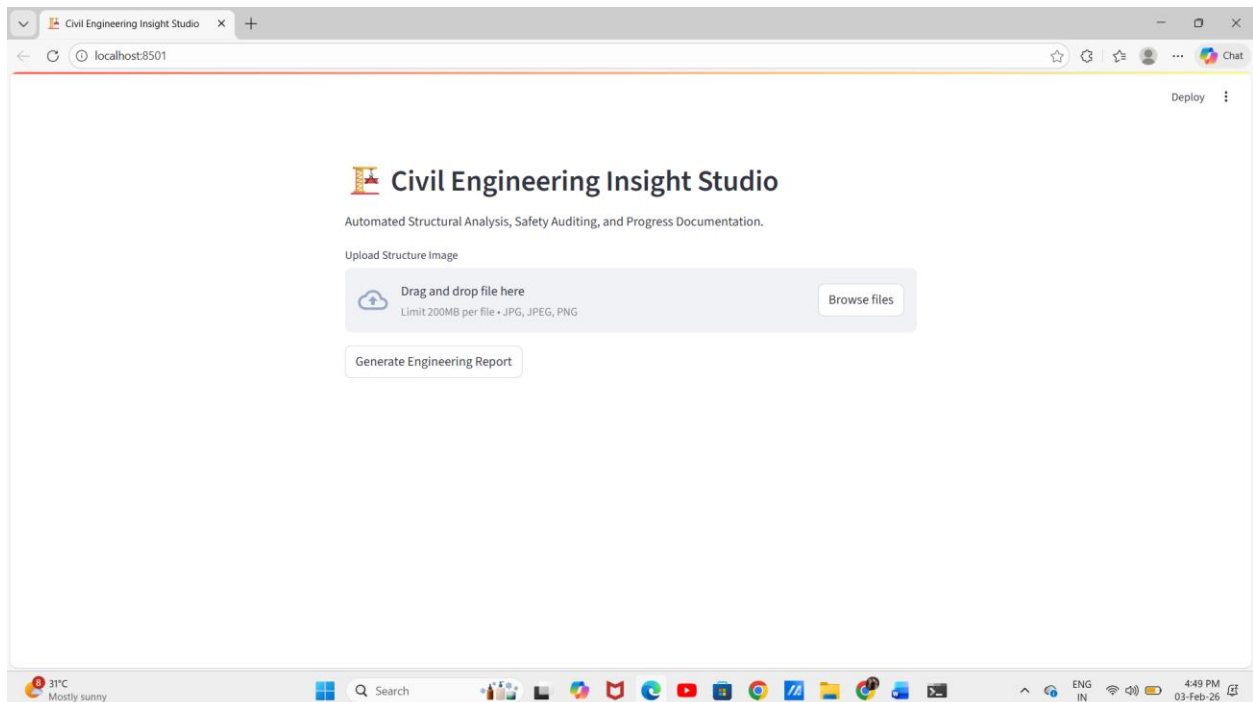 Civil Engineering Insight Studio
localhost:8501
Chat
Deploy
Civil Engineering Insight Studio
Automated Structural Analysis, Safety Auditing, and Progress Documentation.
Upload Structure Image
Drag and drop file here
Limit 200MB per file • JPG, JPEG, PNG
Browse files
Generate Engineering Report
8
31°C
Mostly sunny
Search
ENG
IN
4:49 PM
03-Feb-26